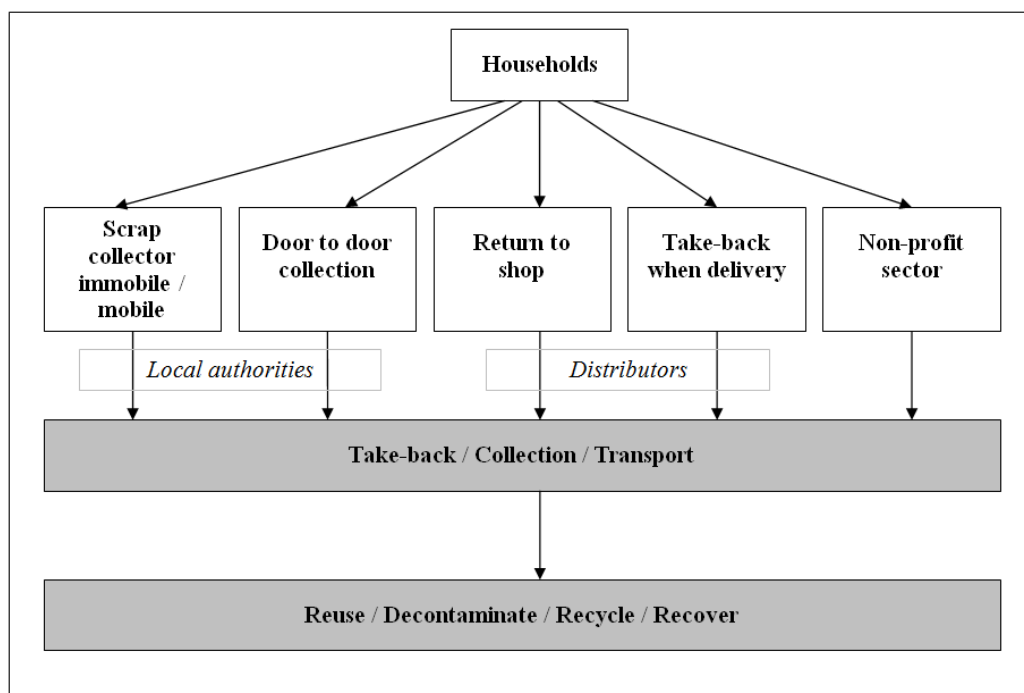 Households
Scrap
collector
immobile /
mobile
Door to door
collection
Return to
shop
Take-back
when delivery
Non-profit
sector
Local authorities
Distributors
Take-back / Collection / Transport
Reuse / Decontaminate / Recycle / Recover